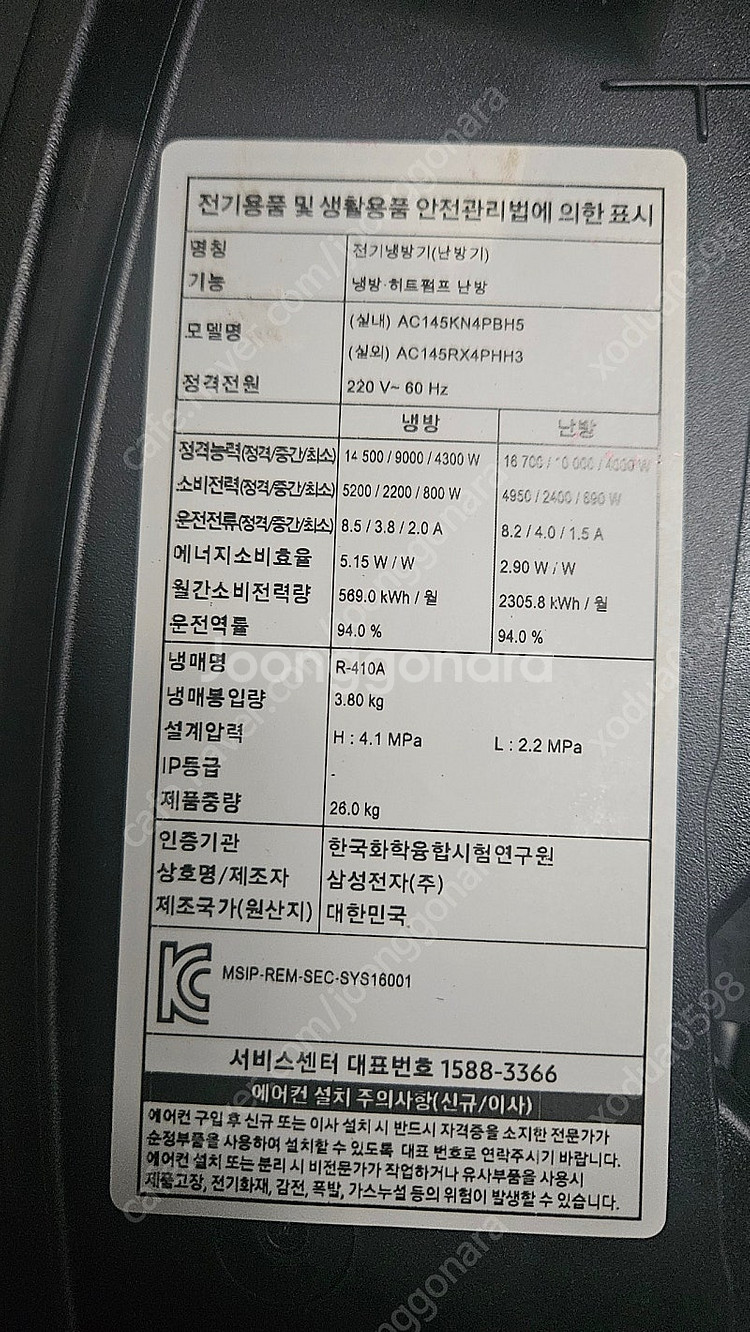 전기용품 및 생활용품 안전관리법에 의한 표시
명칭 전기냉방기(난방기)
기능 냉방·히트펌프 난방
모델명 (실내) AC145KN4PBH5
(실외) AC145RX4PHH3
정격전원 220 V~ 60 Hz
냉방 난방
정격능력(정격/중간/최소) 14 500 / 9000 / 4300 W 16 700 / 10 000 / 4000 W
소비전력(정격/중간/최소) 5200 / 2200 / 800 W 4950 / 2400 / 690 W
운전전류(정격/중간/최소) 8.5 / 3.8 / 2.0 A 8.2 / 4.0 / 1.5 A
에너지소비효율 5.15 W / W 2.90 W / W
월간소비전력량 569.0 kWh / 월 2305.8 kWh / 월
운전역률 94.0 % 94.0 %
냉매명 R-410A
냉매봉입량 3.80 kg
설계압력 H : 4.1 MPa L : 2.2 MPa
IP등급 -
제품중량 26.0 kg
인증기관 한국화학융합시험연구원
상호명/제조자 삼성전자(주)
제조국가(원산지) 대한민국
MSIP-REM-SEC-SYS16001
서비스센터 대표번호 1588-3366
에어컨 설치 주의사항(신규/이사)
에어컨 구입 후 신규 또는 이사 설치 시 반드시 자격증을 소지한 전문가가
순정부품을 사용하여 설치할 수 있도록 대표 번호로 연락주시기 바랍니다.
에어컨 설치 또는 분리 시 비전문가가 작업하거나 유사부품을 사용시
제품고장, 전기화재, 감전, 폭발, 가스누설 등의 위험이 발생할 수 있습니다.
Joonggonara
cafe.naver.com/joonggonara
xodua0598